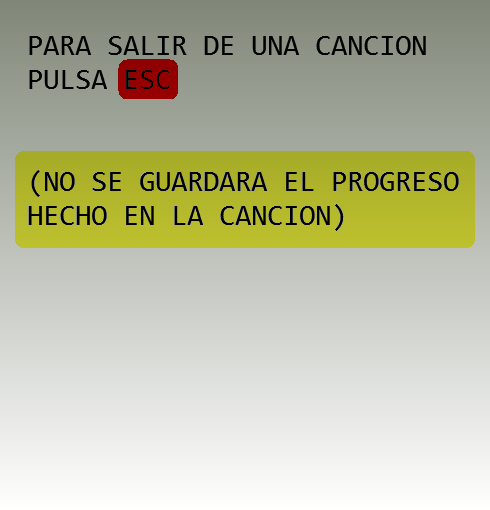 PARA SALIR DE UNA CANCION
PULSA ESC
(NO SE GUARDARA EL PROGRESO
HECHO EN LA CANCION)